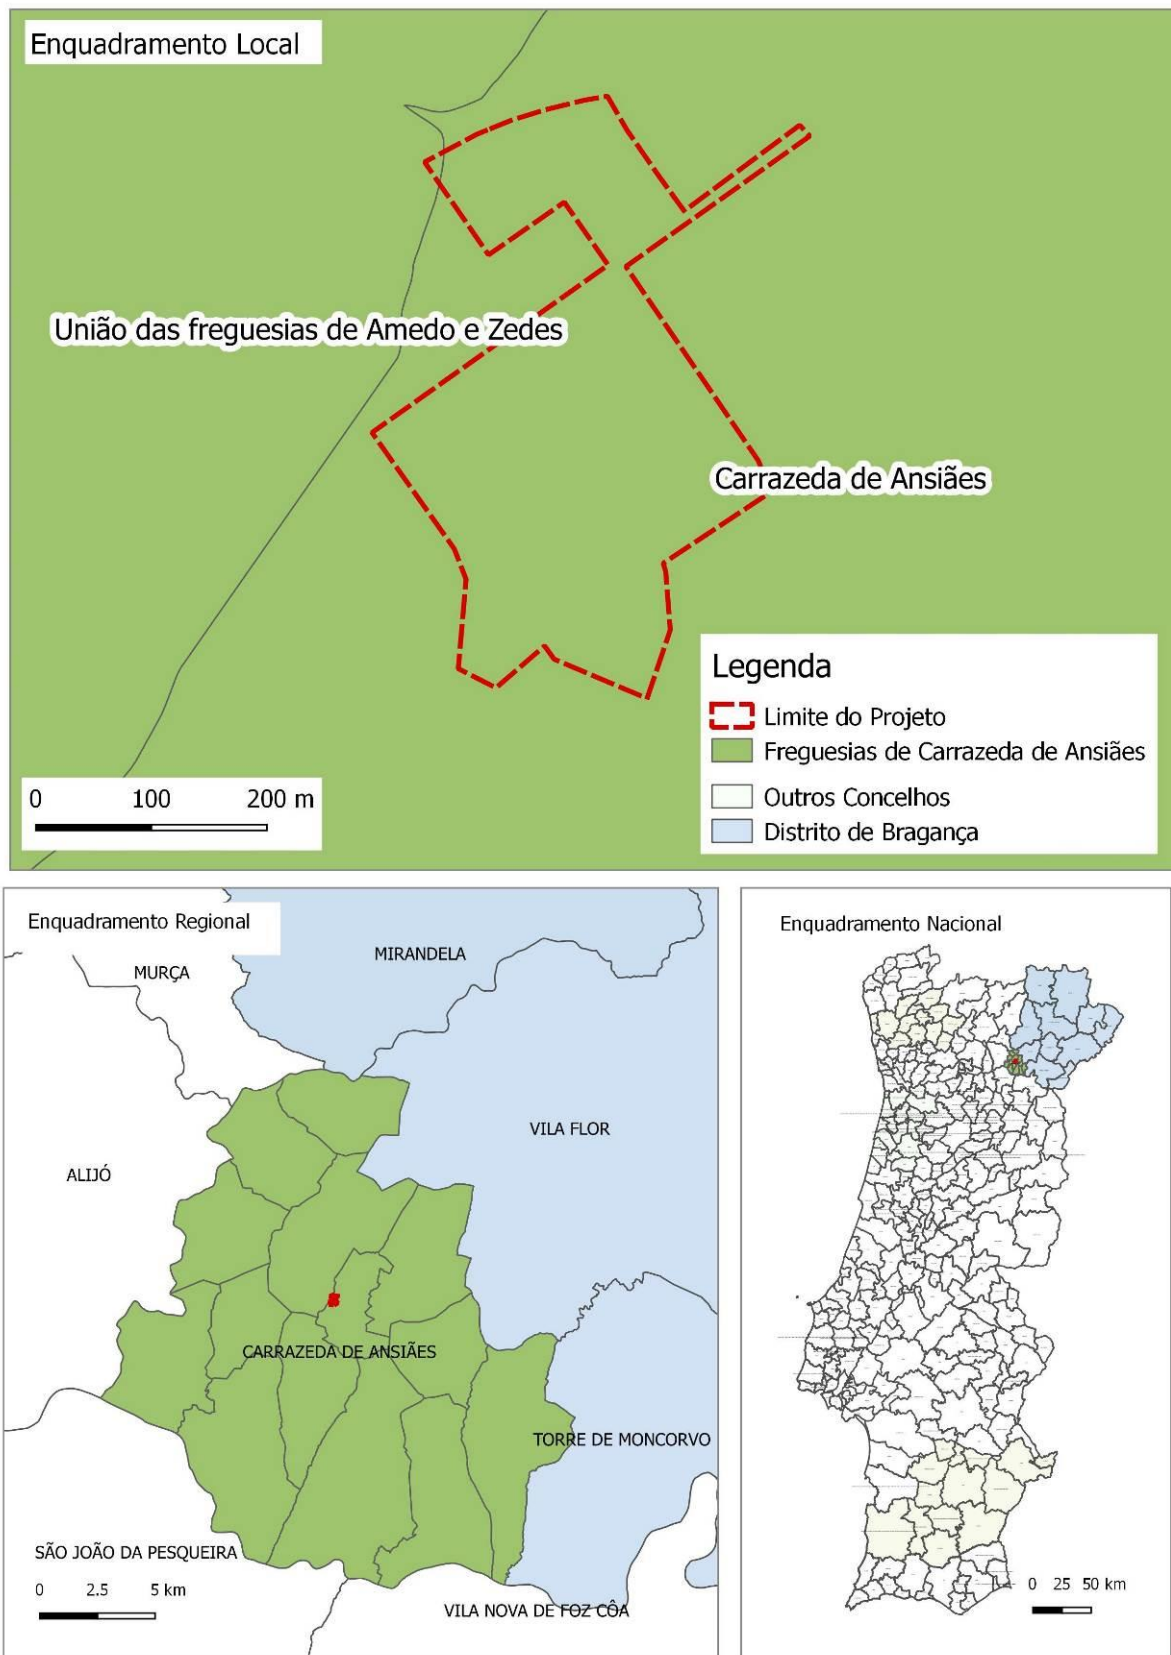 Enquadramento Local
União das freguesias de Amedo e Zedes
Carrazeda de Ansiães
Legenda
Limite do Projeto
Freguesias de Carrazeda de Ansiães
Outros Concelhos
Distrito de Bragança
0 100 200 m
Enquadramento Regional
MURÇA
MIRANDELA
VILA FLOR
ALIJÓ
CARRAZEDA DE ANSIÃES
TORRE DE MONCORVO
SÃO JOÃO DA PESQUEIRA
VILA NOVA DE FOZ CÔA
0 2.5 5 km
Enquadramento Nacional
0 25 50 km